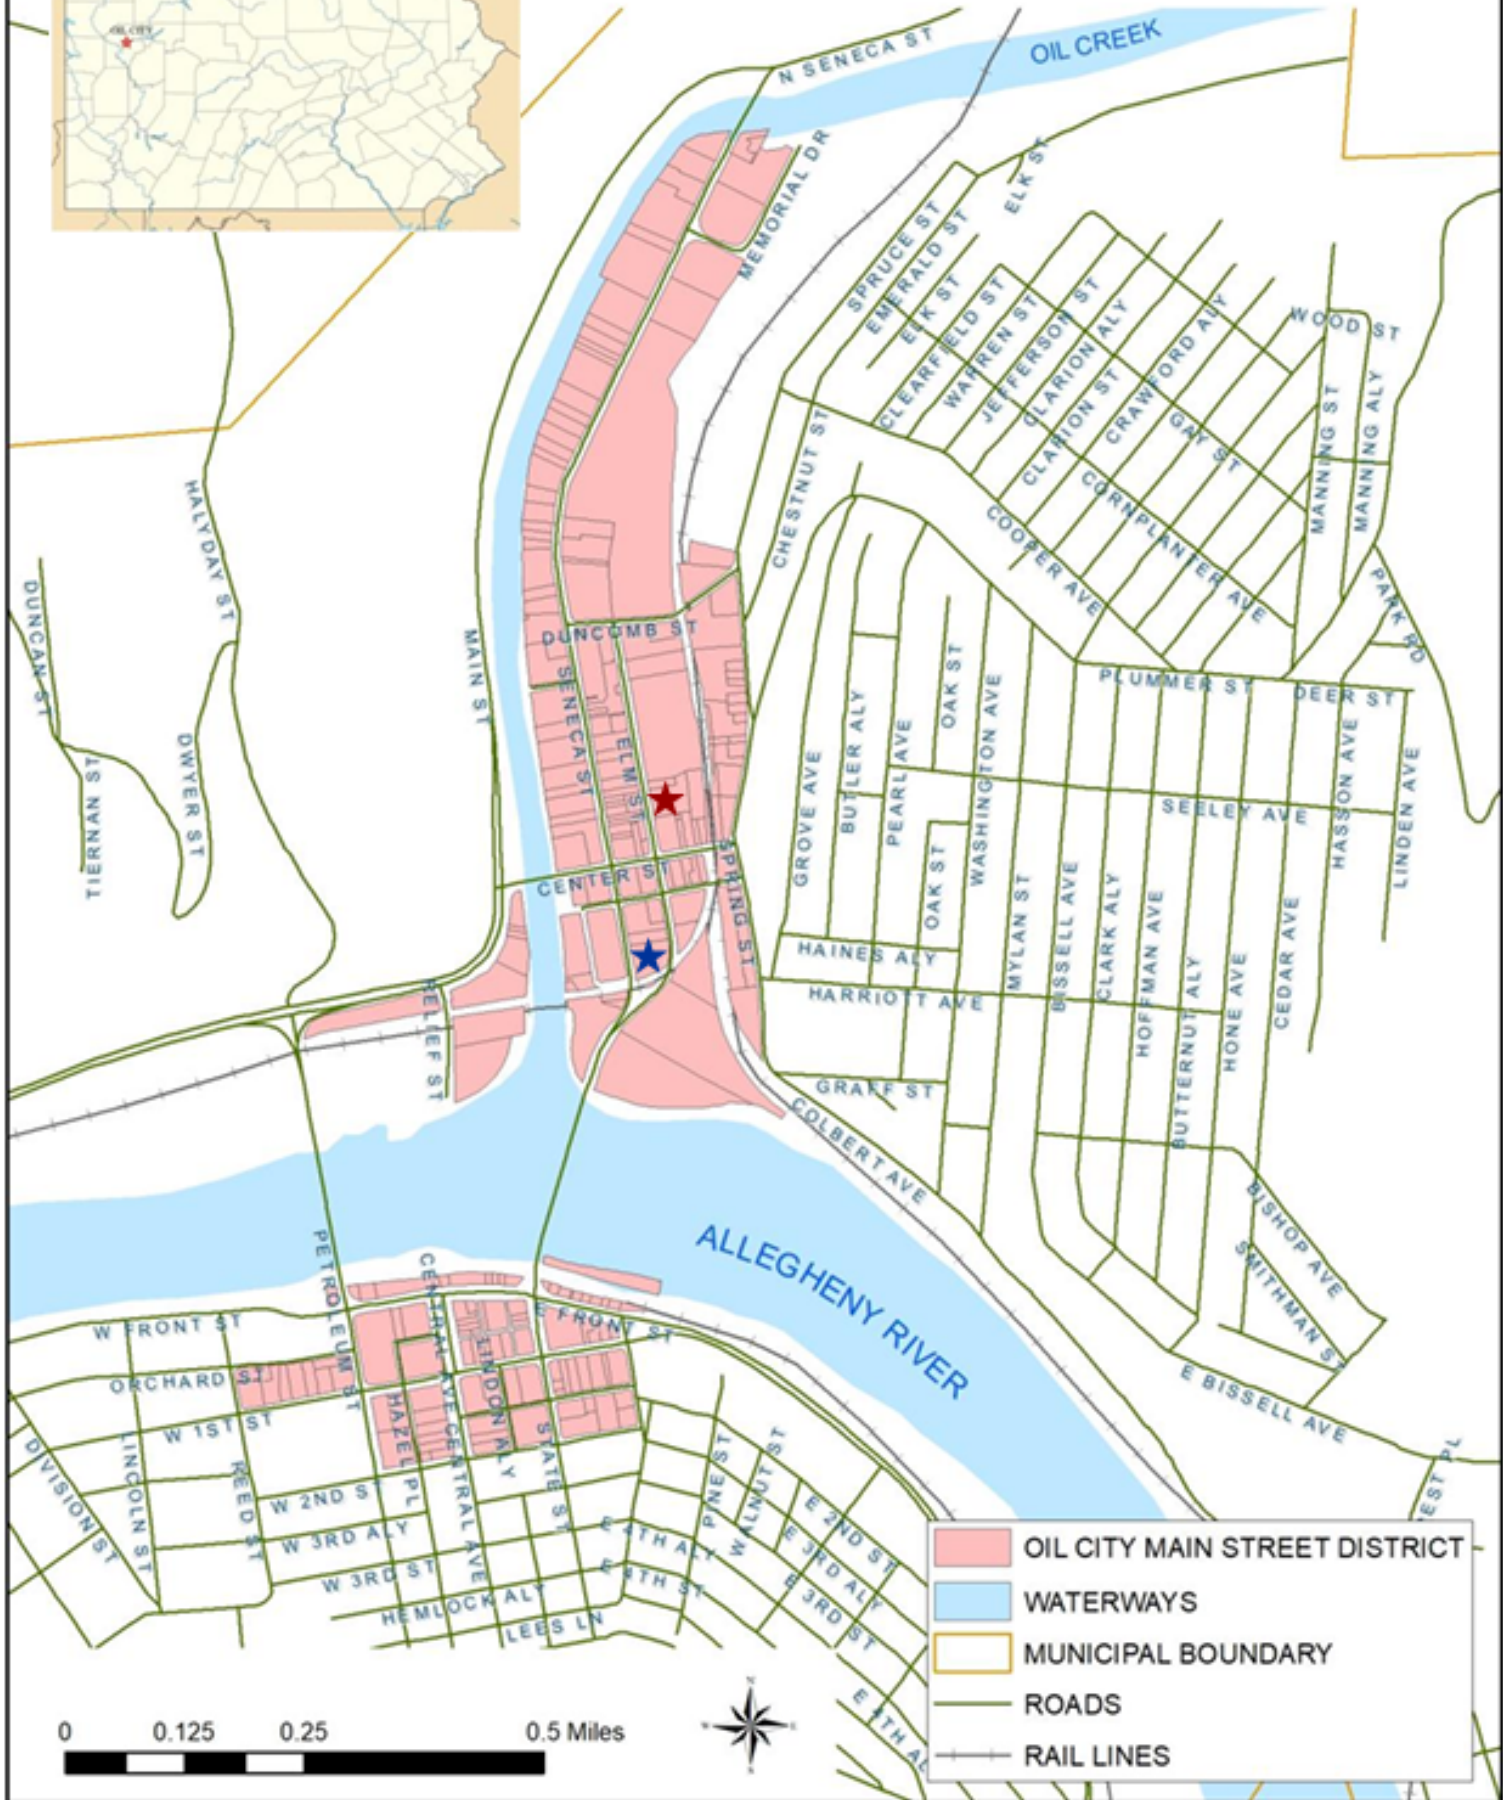 OIL CITY
N SENECA ST
OIL CREEK
MEMORIAL DR
ELK ST
SPRUCE ST
EMERALD ST
ELK ST
CLEARFIELD ST
WARREN ST
JEFFERSON ST
CLARION ALY
CLARION ST
CRAWFORD ALY
WOOD ST
GAY ST
MANNING ST
MANNING ALY
CHESTNUT ST
CORNPLANTER AVE
COOPER AVE
PARK RD
HALYDAY ST
DUNCAN ST
MAIN ST
DUNCOMB ST
SENECA ST
ELM ST
OAK ST
WASHINGTON AVE
PLUMMER ST
DEER ST
BUTLER ALY
PEARL AVE
GROVE AVE
DWYER ST
TIERNAN ST
SEELEY AVE
HASSON AVE
LINDEN AVE
CENTER ST
SPRING ST
OAK ST
MYLAN ST
BISSELL AVE
CLARK ALY
HOFFMAN AVE
BUTTERNUT ALY
HONE AVE
CEDAR AVE
HAINES ALY
HARRIOTT AVE
RELIEF ST
GRAFF ST
COLBERT AVE
BISHOP AVE
SMITHMAN ST
ALLEGHENY RIVER
PETROLEUM ST
CENTRAL AVE
W FRONT ST
E FRONT ST
ORCHARD ST
LINDON ALY
HAZEL PL
E BISSELL AVE
W 1ST ST
DIVISION ST
LINCOLN ST
REED ST
STATE ST
CENTRAL AVE
PINE ST
WALNUT ST
W 2ND ST
W 3RD ALY
W 3RD ST
HEMLOCK ALY
LEES LN
E 4TH ALY
E 4TH ST
E 2ND ST
E 3RD ALY
E 3RD ST
E 4TH AL
EST PL
OIL CITY MAIN STREET DISTRICT
WATERWAYS
MUNICIPAL BOUNDARY
ROADS
RAIL LINES
0 0.125 0.25 0.5 Miles
N
W E
S